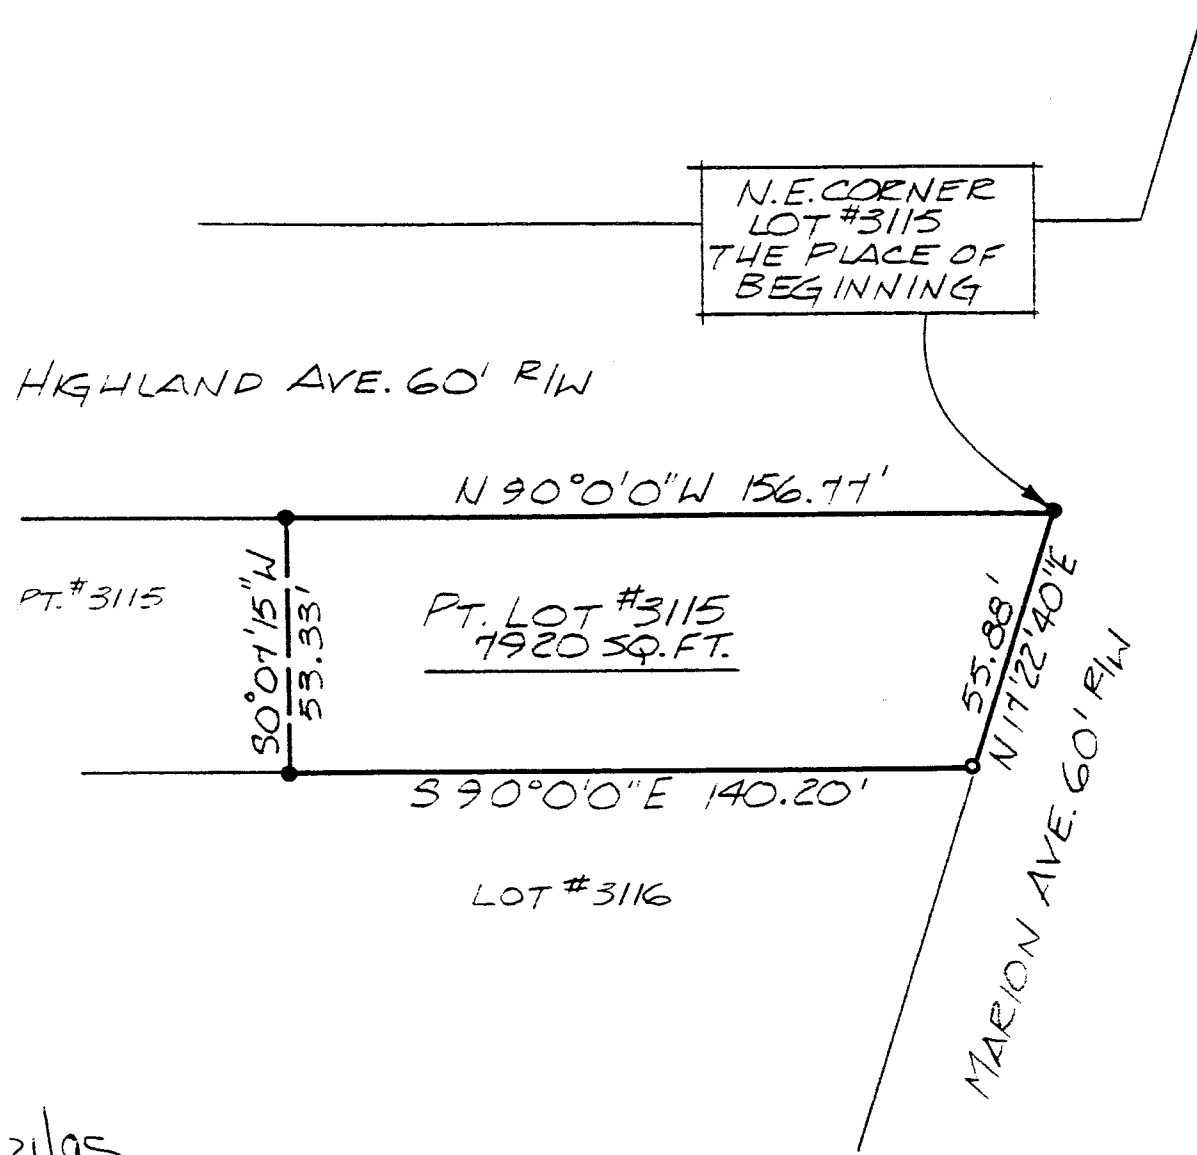 N.E. CORNER
LOT #3115
THE PLACE OF
BEGINNING
HIGHLAND AVE. 60' R/W
N 90°0'0"W 156.77'
PT. #3115
S0°07'15"W
53.33'
PT. LOT #3115
7920 SQ. FT.
55.88'
N 17°22'40"E
S 90°0'0"E 140.20'
MARION AVE. 60' R/W
LOT #3116